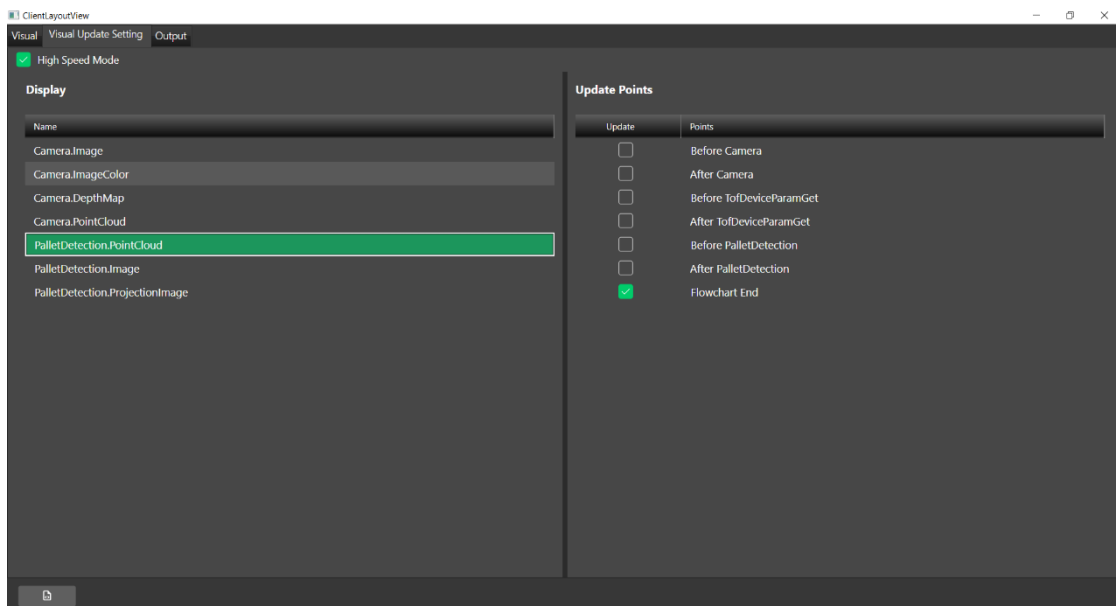 ClientLayoutView
Visual Visual Update Setting Output
High Speed Mode
Display
Name
Camera.Image
Camera.ImageColor
Camera.DepthMap
Camera.PointCloud
PalletDetection.PointCloud
PalletDetection.Image
PalletDetection.ProjectionImage
Update Points
Update Points
Before Camera
After Camera
Before TofDeviceParamGet
After TofDeviceParamGet
Before PalletDetection
After PalletDetection
Flowchart End